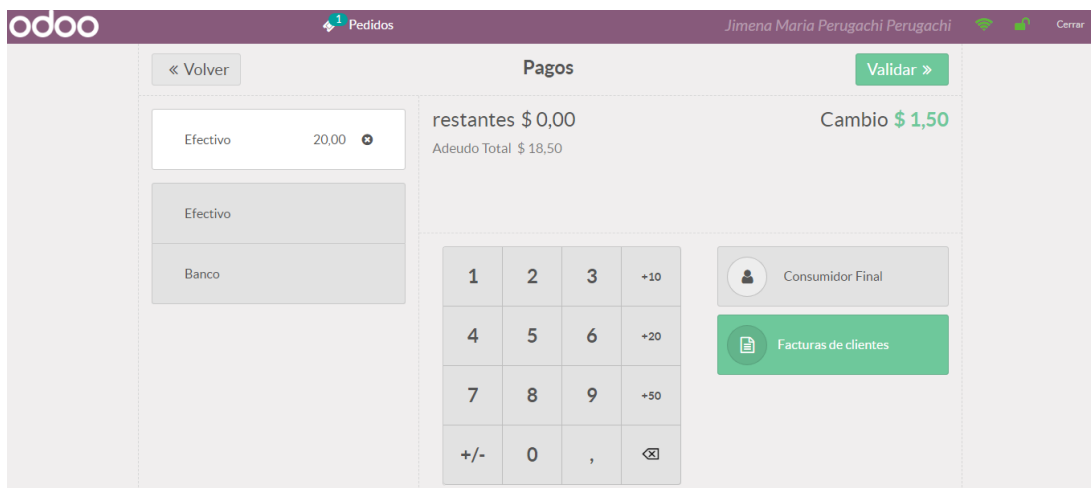 odoo
1 Pedidos
Jimena Maria Perugachi Perugachi
Cerrar
« Volver
Pagos
Validar »
Efectivo 20,00
restantes $ 0,00
Cambio $ 1,50
Adeudo Total $ 18,50
Efectivo
Banco
1 2 3 +10
4 5 6 +20
7 8 9 +50
+/- 0 ,
Consumidor Final
Facturas de clientes